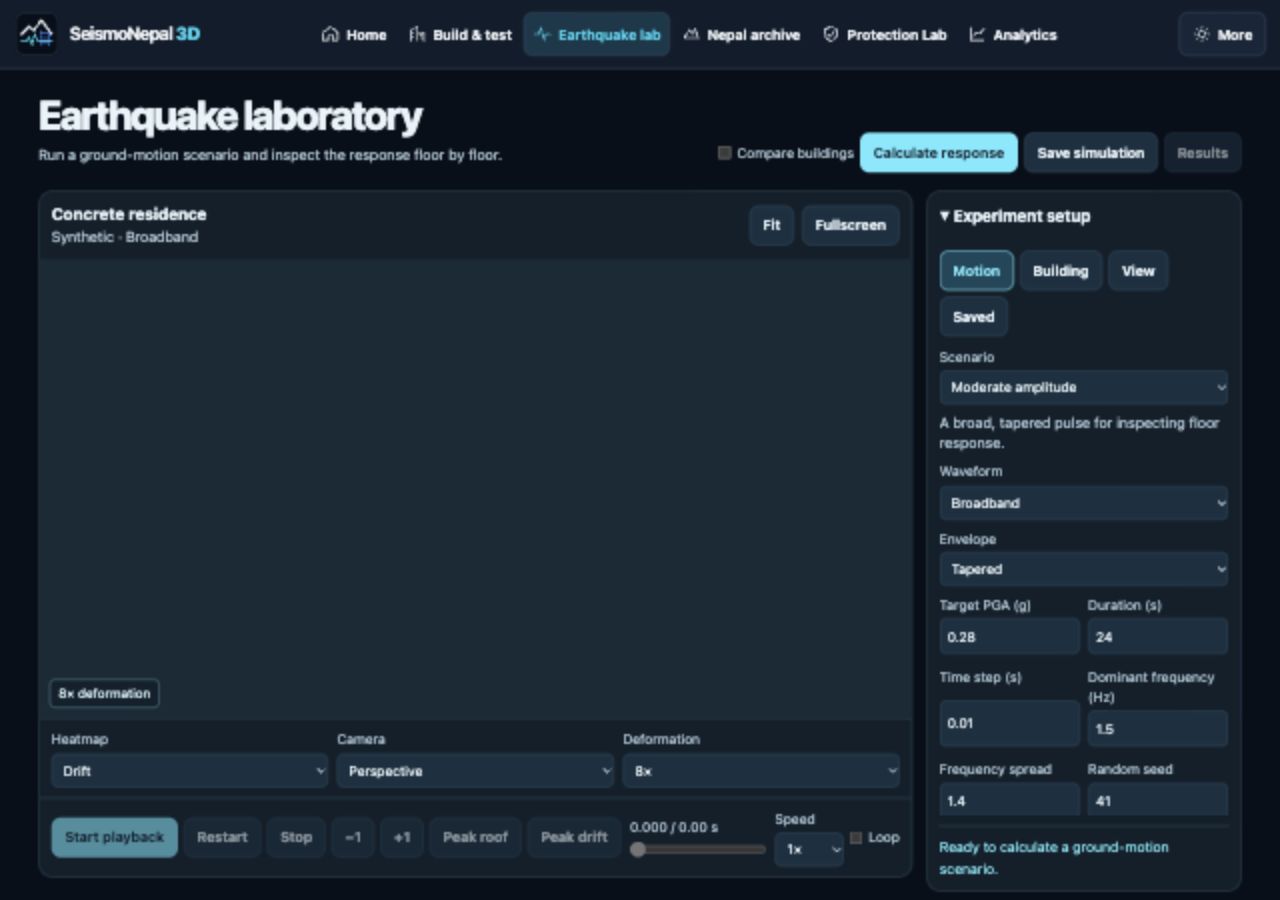 SeismoNepal 3D
Home
Build & test
Earthquake lab
Nepal archive
Protection Lab
Analytics
More
Earthquake laboratory
Run a ground-motion scenario and inspect the response floor by floor.
Compare buildings
Calculate response
Save simulation
Results
Concrete residence
Synthetic · Broadband
Fit
Fullscreen
8× deformation
Heatmap
Drift
Camera
Perspective
Deformation
8×
Start playback
Restart
Stop
−1
+1
Peak roof
Peak drift
0.000 / 0.00 s
Speed
1×
Loop
▾ Experiment setup
Motion
Building
View
Saved
Scenario
Moderate amplitude
A broad, tapered pulse for inspecting floor
response.
Waveform
Broadband
Envelope
Tapered
Target PGA (g)
0.28
Duration (s)
24
Time step (s)
0.01
Dominant frequency
(Hz)
1.5
Frequency spread
1.4
Random seed
41
Ready to calculate a ground-motion
scenario.